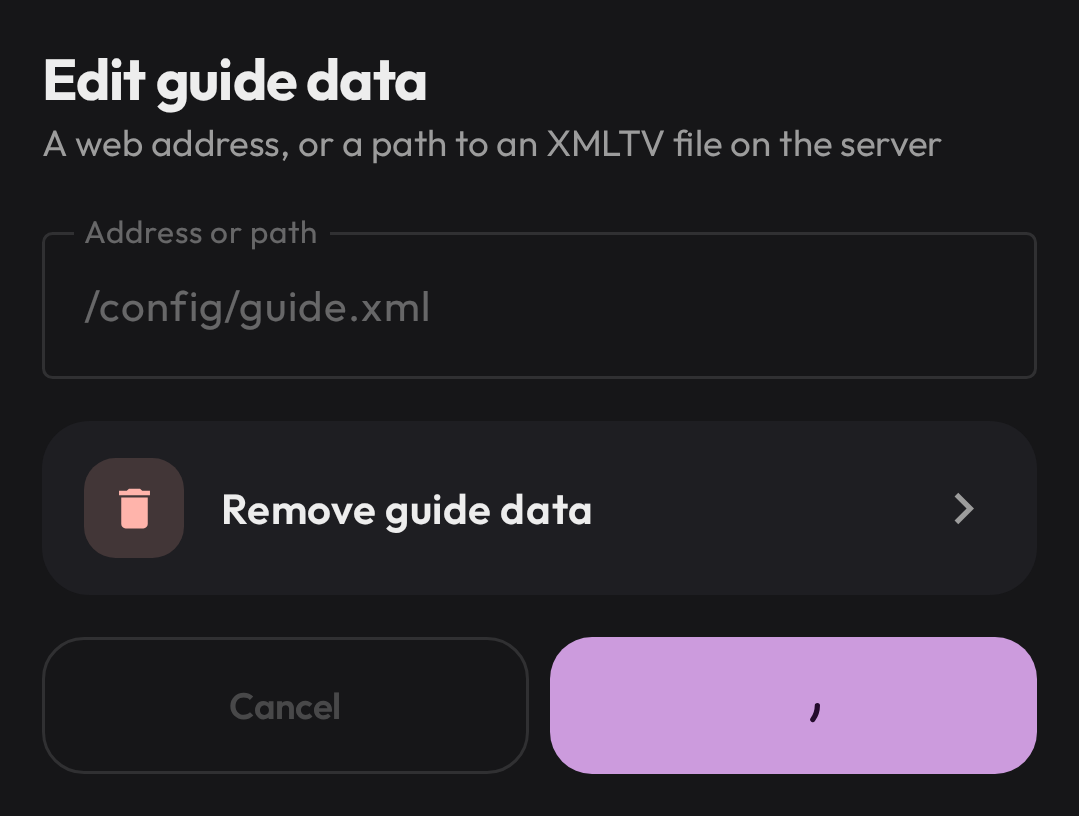 Edit guide data
A web address, or a path to an XMLTV file on the server
Address or path
/config/guide.xml
Remove guide data
Cancel